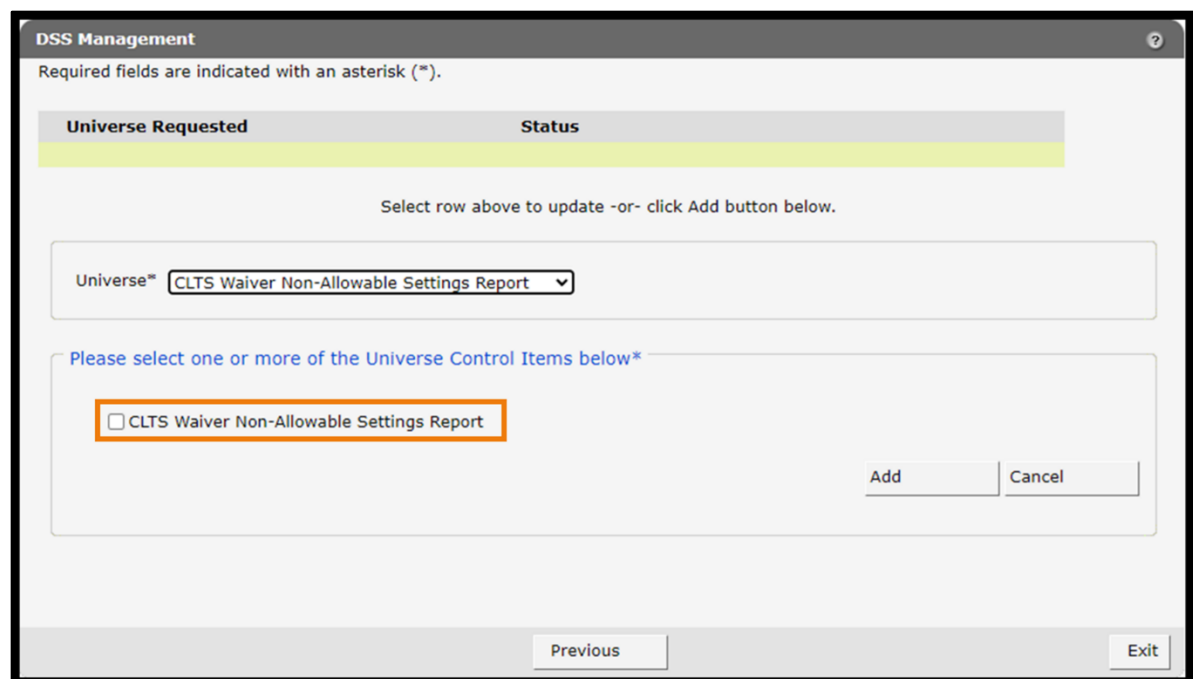 DSS Management
?
Required fields are indicated with an asterisk (*).
Universe Requested Status
Select row above to update -or- click Add button below.
Universe* CLTS Waiver Non-Allowable Settings Report
Please select one or more of the Universe Control Items below*
CLTS Waiver Non-Allowable Settings Report
Add Cancel
Previous Exit